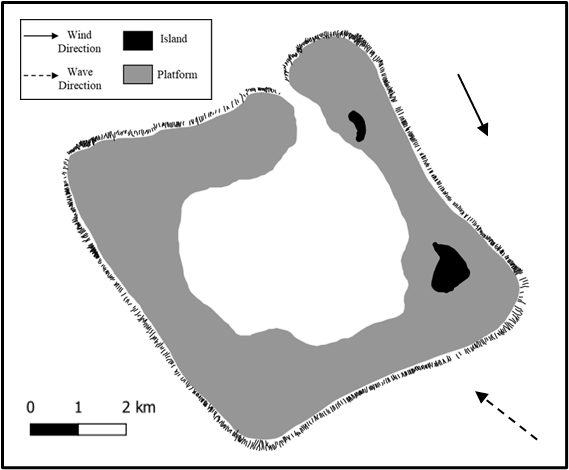 Wind
Direction
Island
Wave
Direction
Platform
0 1 2 km